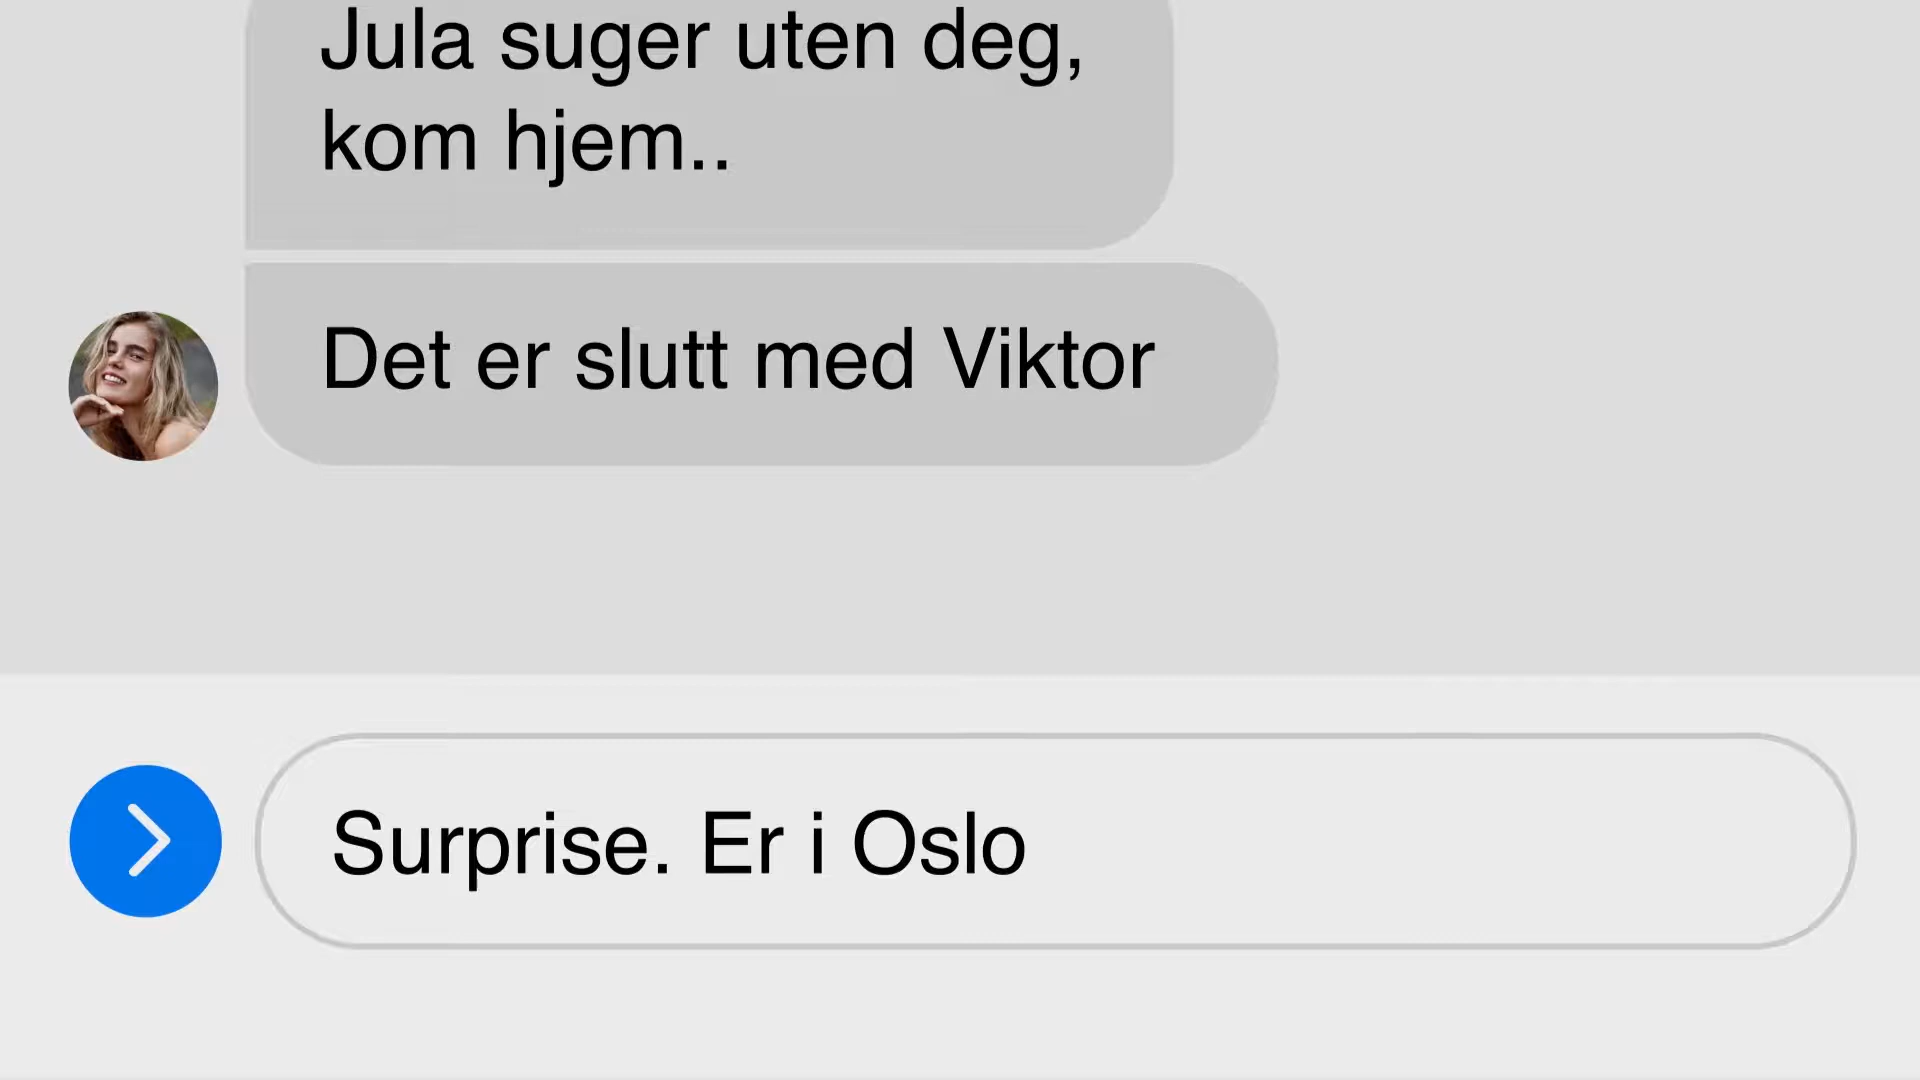 Jula suger uten deg,
kom hjem..
Det er slutt med Viktor
Surprise. Er i Oslo